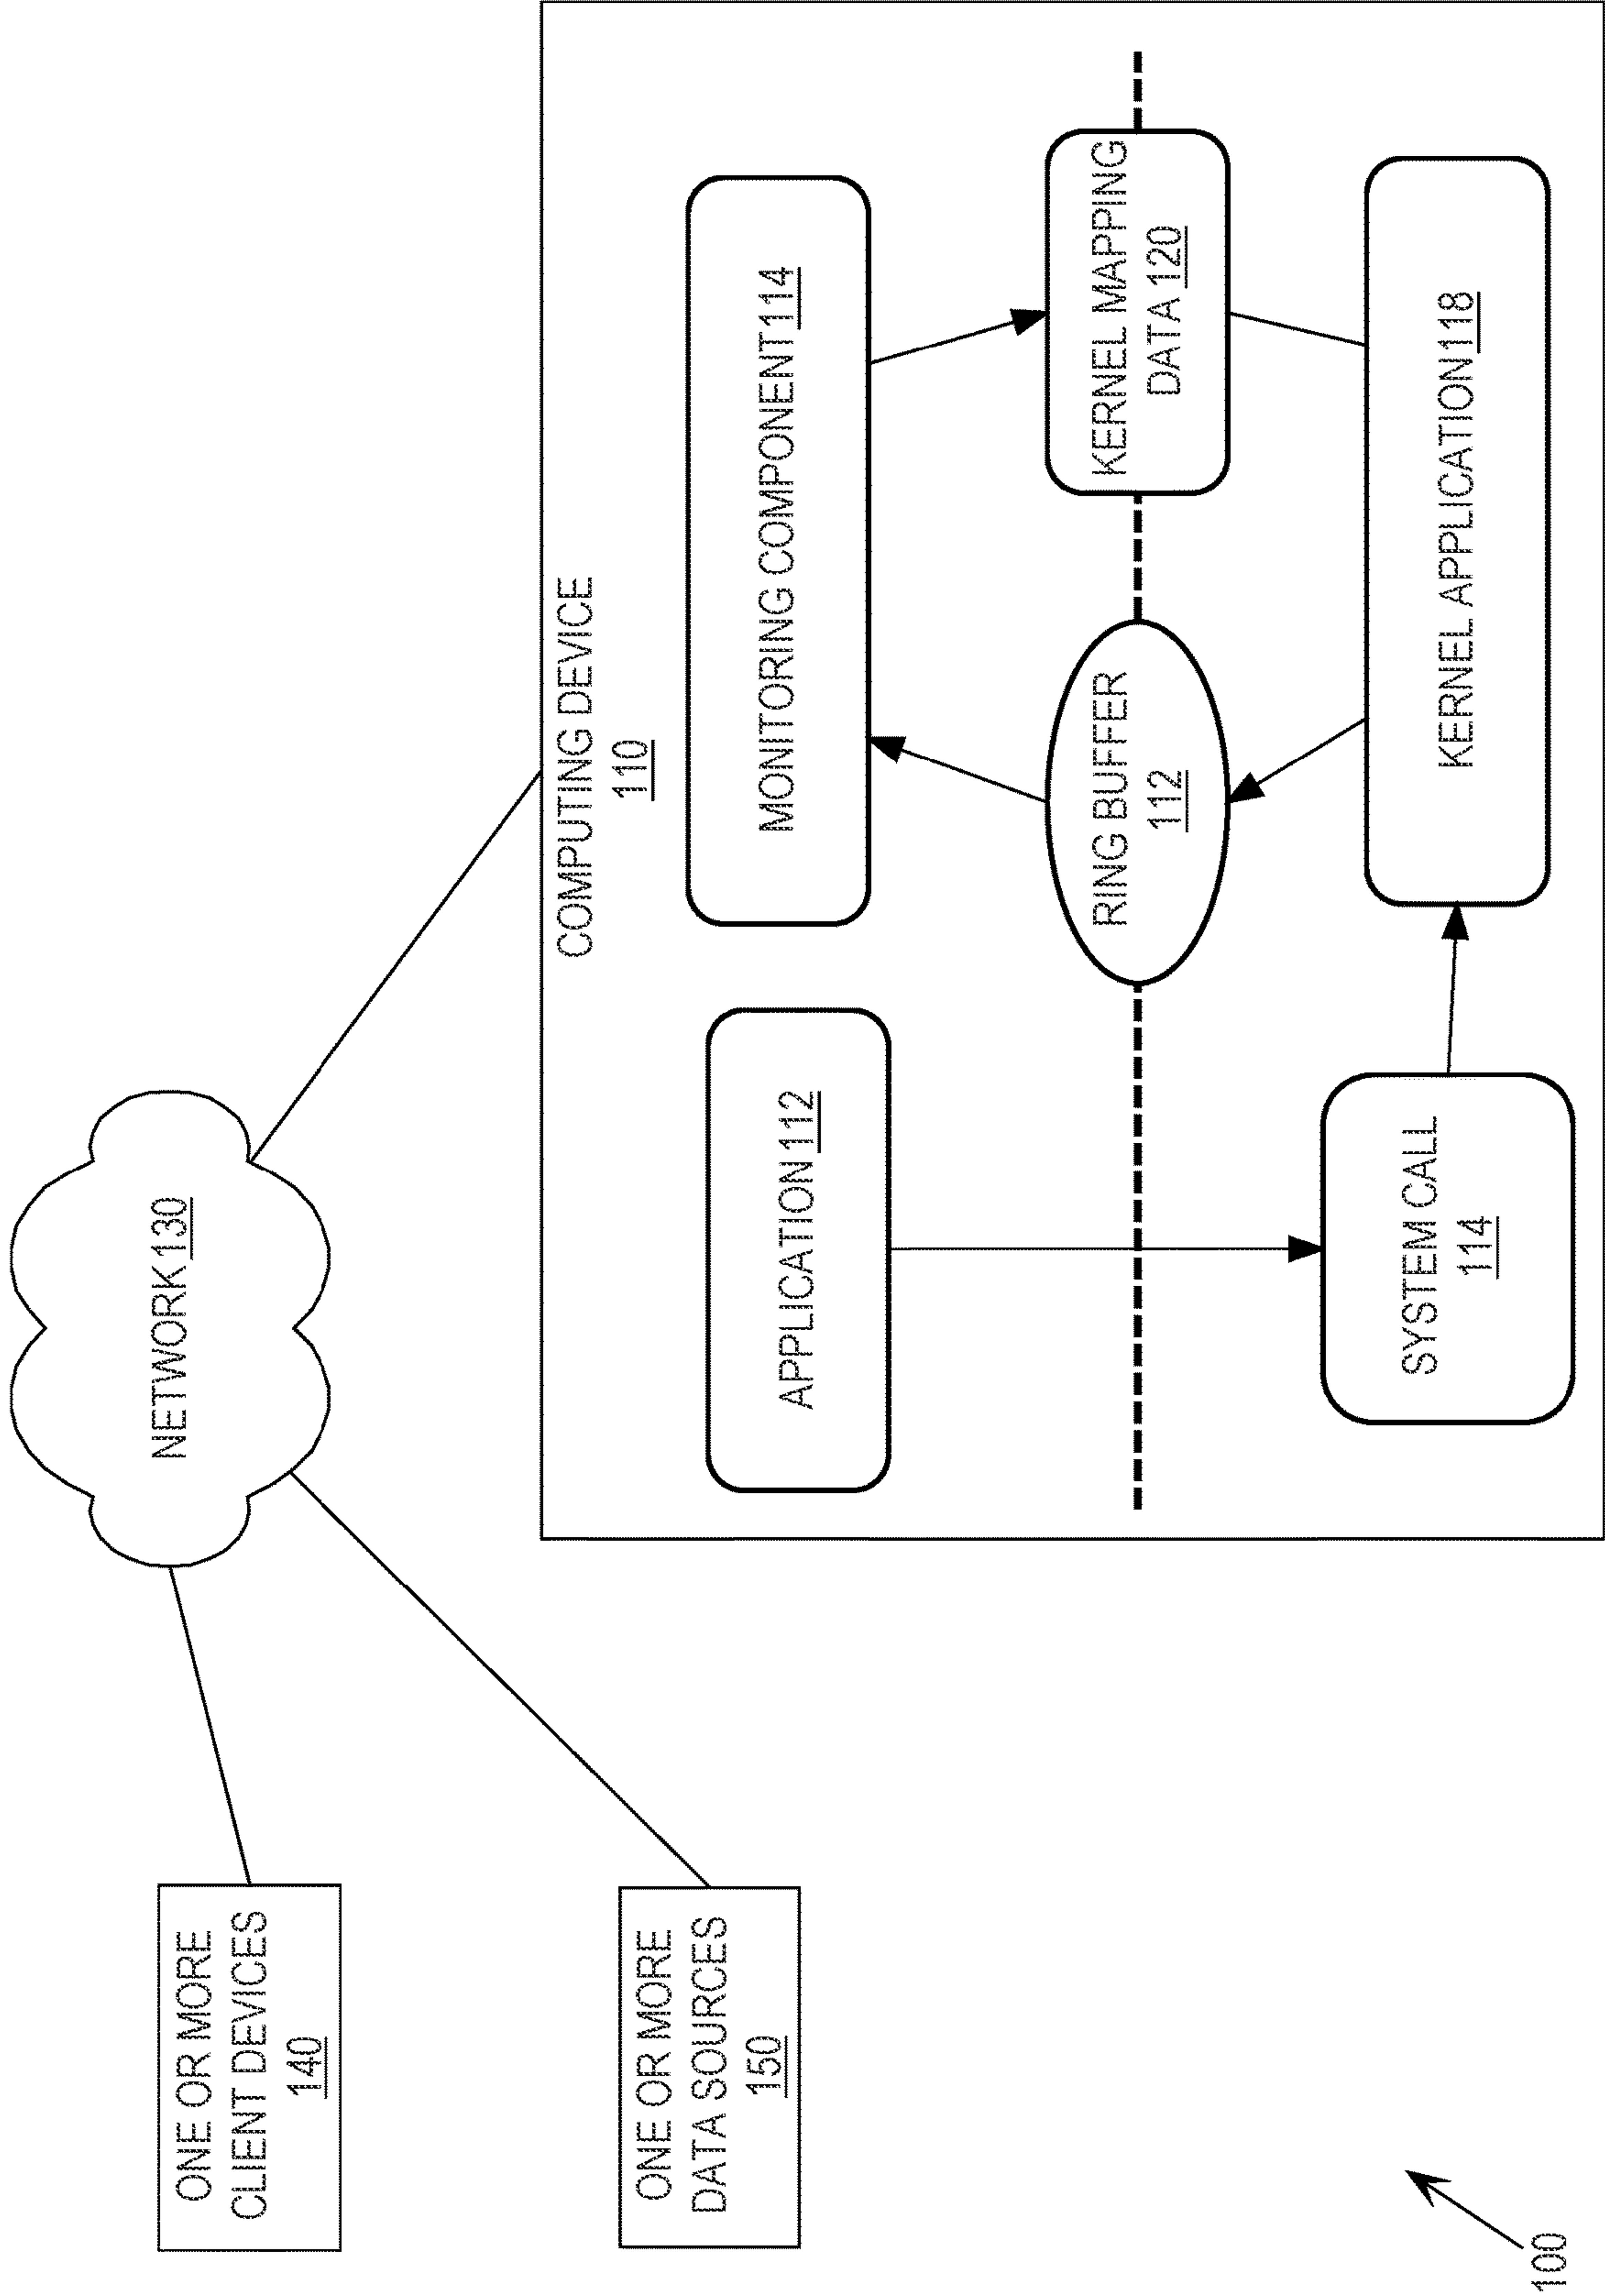 ONE OR MORE
CLIENT DEVICES
140
ONE OR MORE
DATA SOURCES
150
NETWORK 130
COMPUTING DEVICE
110
APPLICATION 112
MONITORING COMPONENT 114
RING BUFFER
112
KERNEL MAPPING
DATA 120
SYSTEM CALL
114
KERNEL APPLICATION 118
100